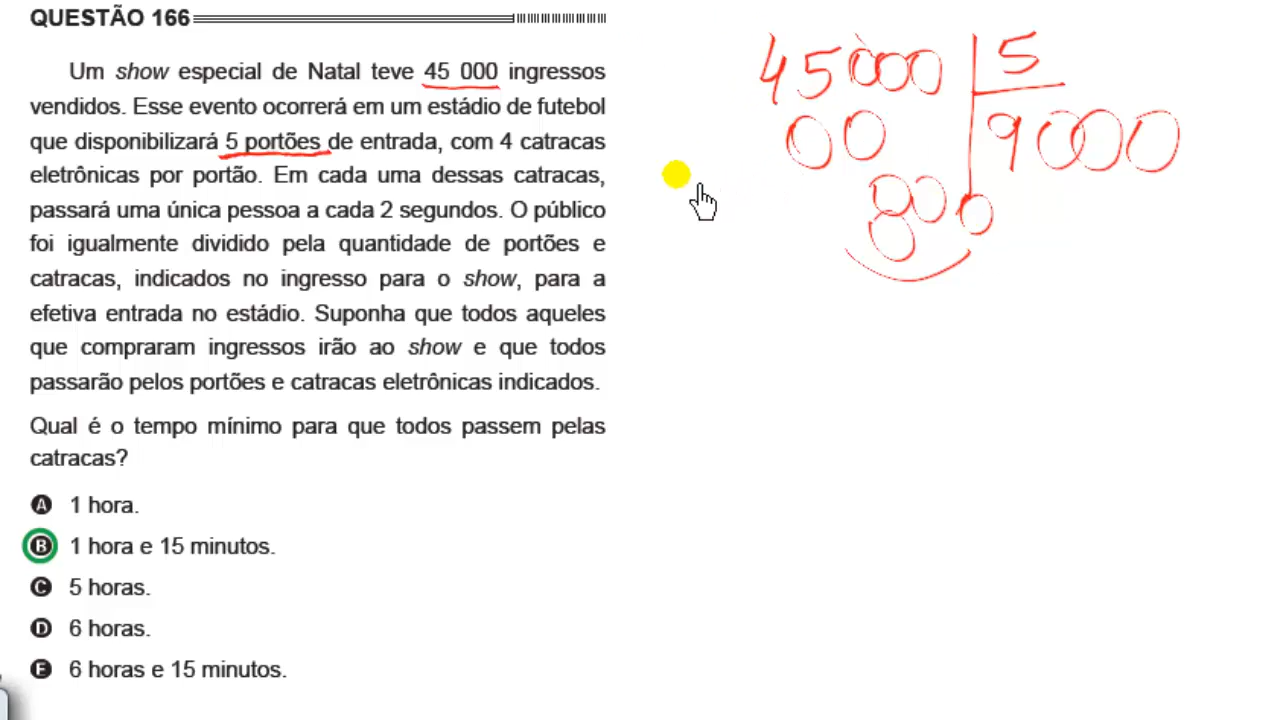 QUESTÃO 166
Um show especial de Natal teve 45 000 ingressos
vendidos. Esse evento ocorrerá em um estádio de futebol
que disponibilizará 5 portões de entrada, com 4 catracas
eletrônicas por portão. Em cada uma dessas catracas,
passará uma única pessoa a cada 2 segundos. O público
foi igualmente dividido pela quantidade de portões e
catracas, indicados no ingresso para o show, para a
efetiva entrada no estádio. Suponha que todos aqueles
que compraram ingressos irão ao show e que todos
passarão pelos portões e catracas eletrônicas indicados.
Qual é o tempo mínimo para que todos passem pelas
catracas?
A 1 hora.
B 1 hora e 15 minutos.
C 5 horas.
D 6 horas.
E 6 horas e 15 minutos.
45000 5
00 9000
000
0